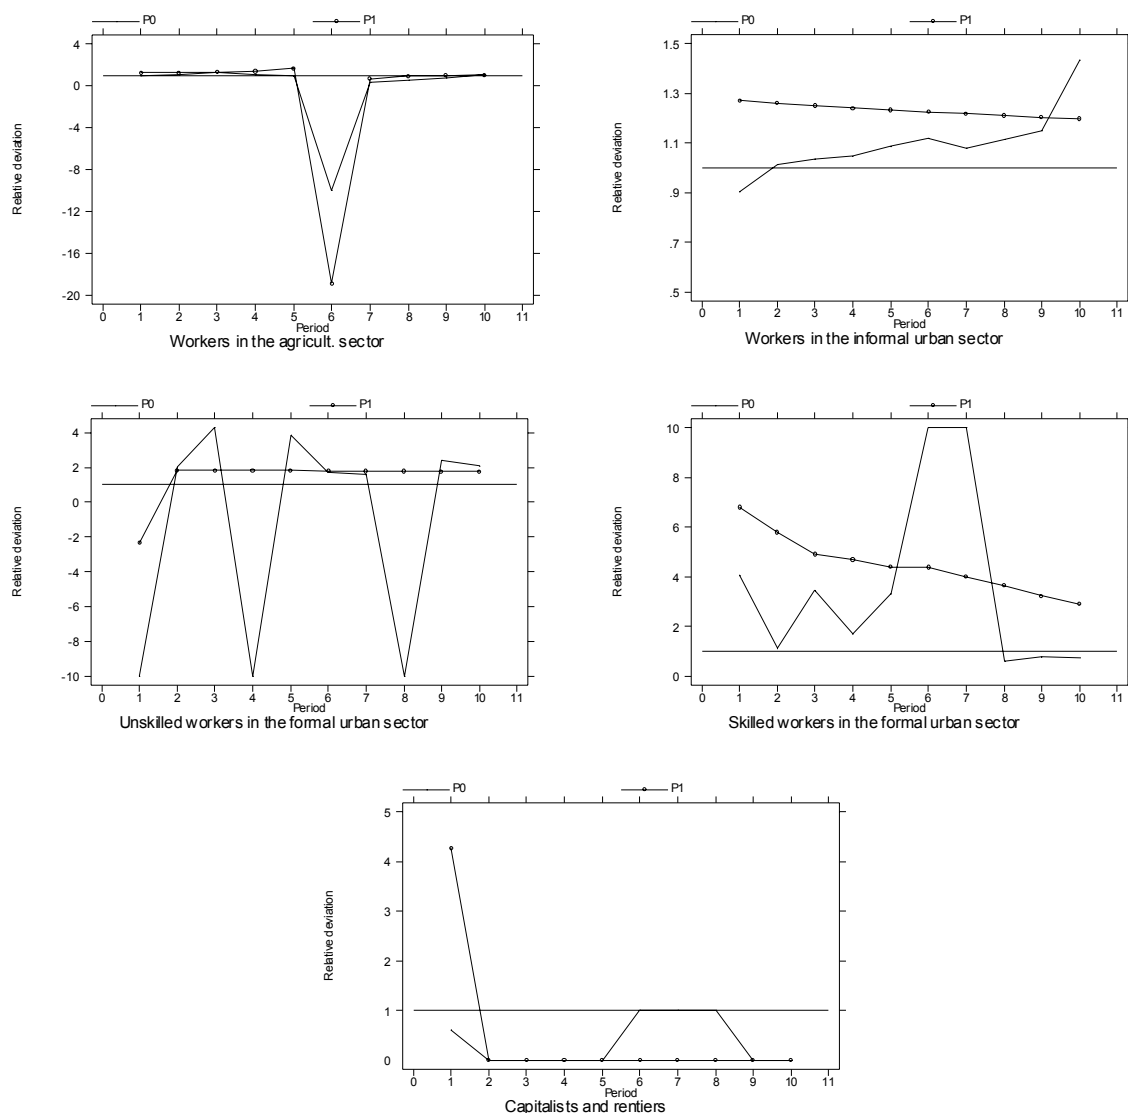 P0 P1
4
0
-4
-8
-12
-16
-20
Relative deviation
0 1 2 3 4 5 6 7 8 9 10 11
Period
Workers in the agricult. sector
P0 P1
1.5
1.3
1.1
.9
.7
.5
Relative deviation
0 1 2 3 4 5 6 7 8 9 10 11
Period
Workers in the informal urban sector
P0 P1
4
2
0
-2
-4
-6
-8
-10
Relative deviation
0 1 2 3 4 5 6 7 8 9 10 11
Period
Unskilled workers in the formal urban sector
P0 P1
10
8
6
4
2
0
Relative deviation
0 1 2 3 4 5 6 7 8 9 10 11
Period
Skilled workers in the formal urban sector
P0 P1
5
4
3
2
1
0
Relative deviation
0 1 2 3 4 5 6 7 8 9 10 11
Period
Capitalists and rentiers